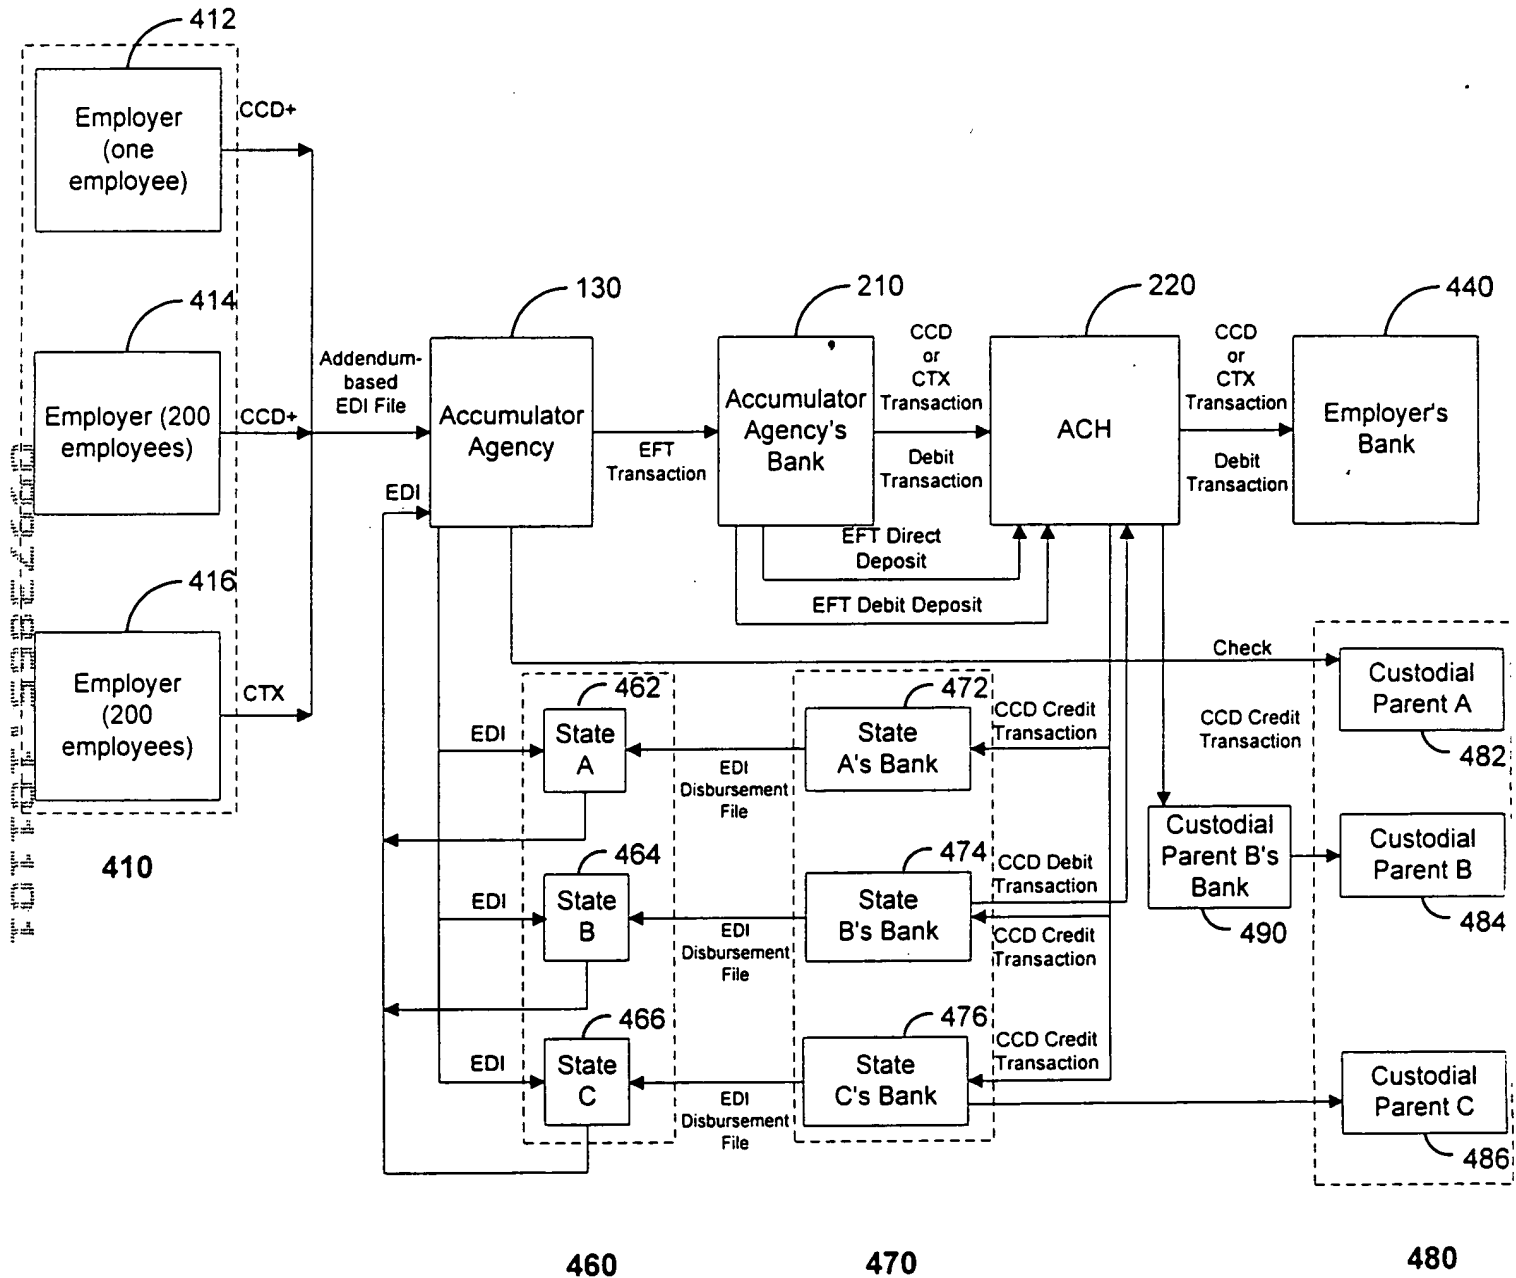 412
Employer
(one
employee)
CCD+
414
Employer (200
employees)
CCD+
416
Employer
(200
employees)
CTX
410
Addendum-
based
EDI File
130
Accumulator
Agency
EDI
EFT
Transaction
210
Accumulator
Agency's
Bank
CCD
or
CTX
Transaction
Debit
Transaction
220
ACH
CCD
or
CTX
Transaction
Debit
Transaction
440
Employer's
Bank
EFT Direct
Deposit
EFT Debit Deposit
Check
462
State
A
EDI
464
State
B
EDI
466
State
C
EDI
EDI
Disbursement
File
EDI
Disbursement
File
EDI
Disbursement
File
472
State
A's Bank
474
State
B's Bank
476
State
C's Bank
CCD Credit
Transaction
CCD Debit
Transaction
CCD Credit
Transaction
CCD Credit
Transaction
CCD Credit
Transaction
Custodial
Parent B's
Bank
490
Custodial
Parent A
482
Custodial
Parent B
484
Custodial
Parent C
486
460
470
480